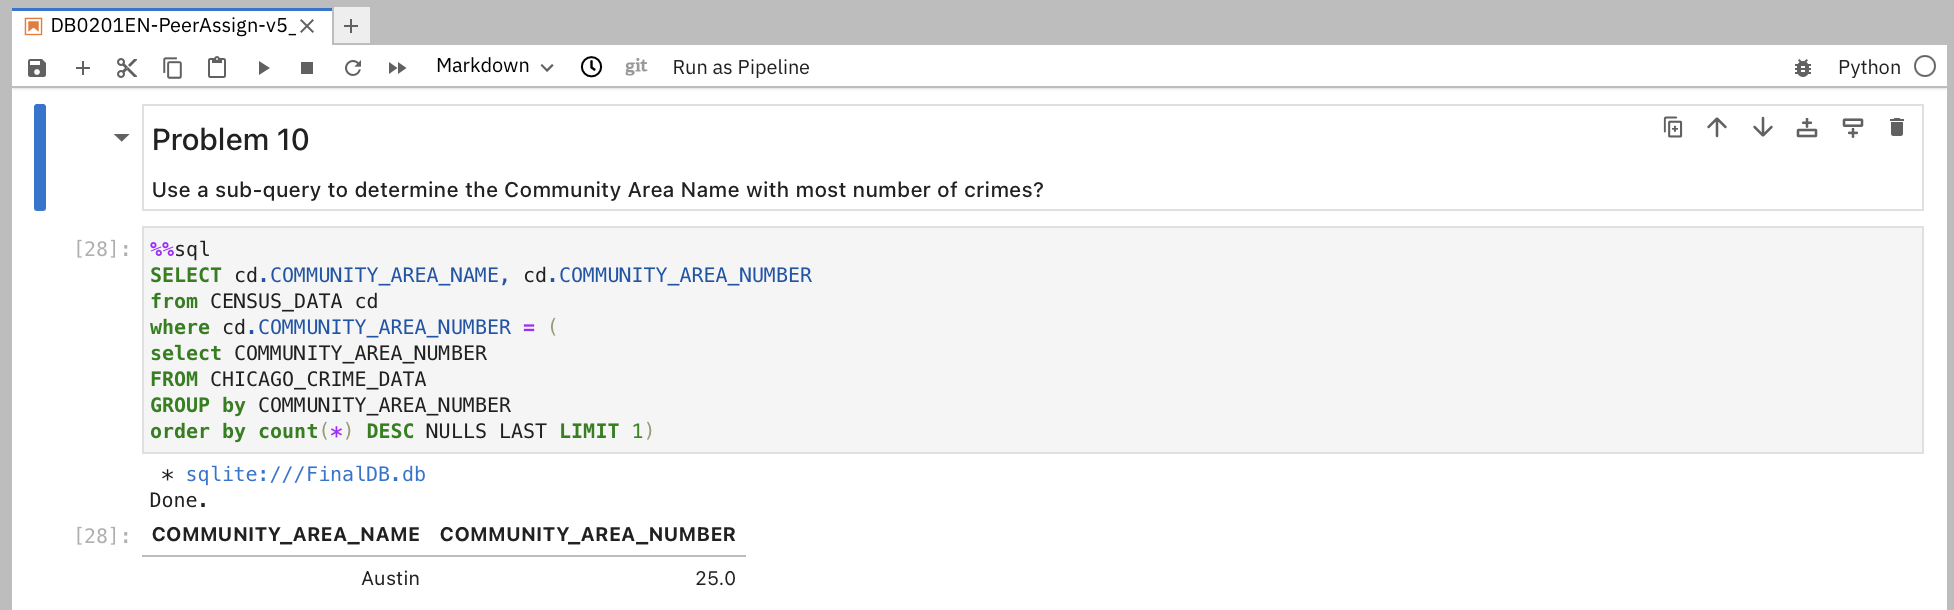 DB0201EN-PeerAssign-v5_
Markdown
git
Run as Pipeline
Python
Problem 10
Use a sub-query to determine the Community Area Name with most number of crimes?
[28]:
%%sql
SELECT cd.COMMUNITY_AREA_NAME, cd.COMMUNITY_AREA_NUMBER
from CENSUS_DATA cd
where cd.COMMUNITY_AREA_NUMBER = (
select COMMUNITY_AREA_NUMBER
FROM CHICAGO_CRIME_DATA
GROUP by COMMUNITY_AREA_NUMBER
order by count(*) DESC NULLS LAST LIMIT 1)
* sqlite:///FinalDB.db
Done.
[28]:
COMMUNITY_AREA_NAME COMMUNITY_AREA_NUMBER
Austin 25.0